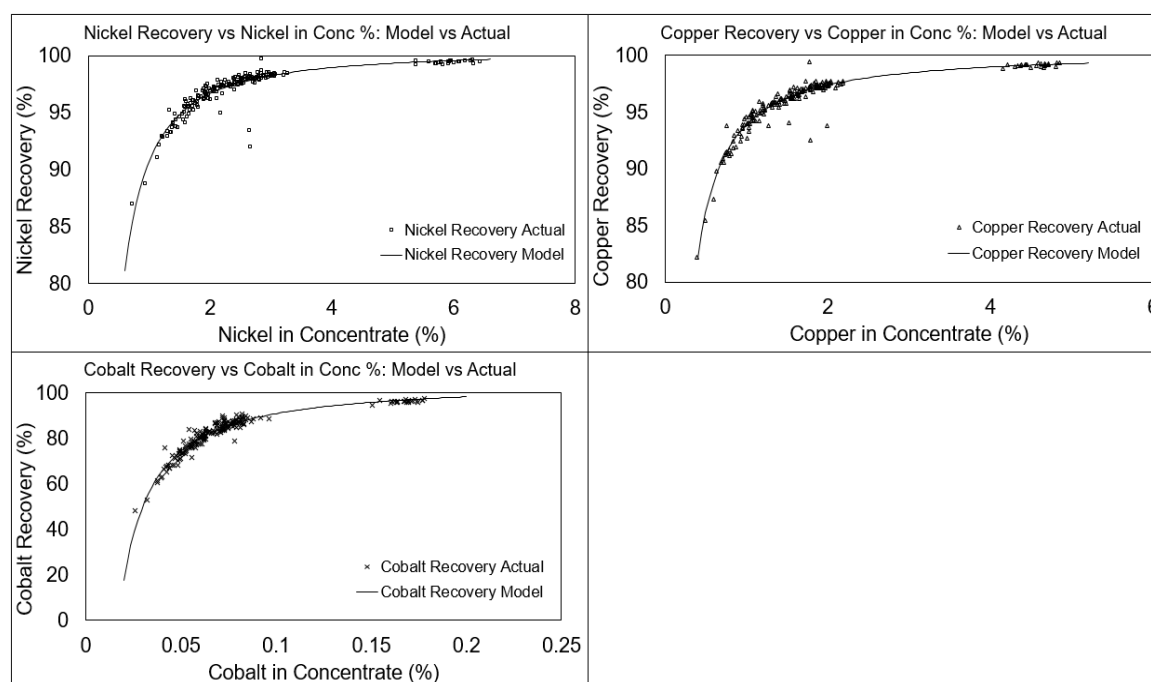 Nickel Recovery vs Nickel in Conc %: Model vs Actual
100
95
90
85
80
Nickel Recovery (%)
Nickel Recovery Actual
Nickel Recovery Model
0 2 4 6 8
Nickel in Concentrate (%)
Copper Recovery vs Copper in Conc %: Model vs Actual
100
95
90
85
80
Copper Recovery (%)
Copper Recovery Actual
Copper Recovery Model
0 2 4 6
Copper in Concentrate (%)
Cobalt Recovery vs Cobalt in Conc %: Model vs Actual
100
80
60
40
20
0
Cobalt Recovery (%)
Cobalt Recovery Actual
Cobalt Recovery Model
0 0.05 0.1 0.15 0.2 0.25
Cobalt in Concentrate (%)